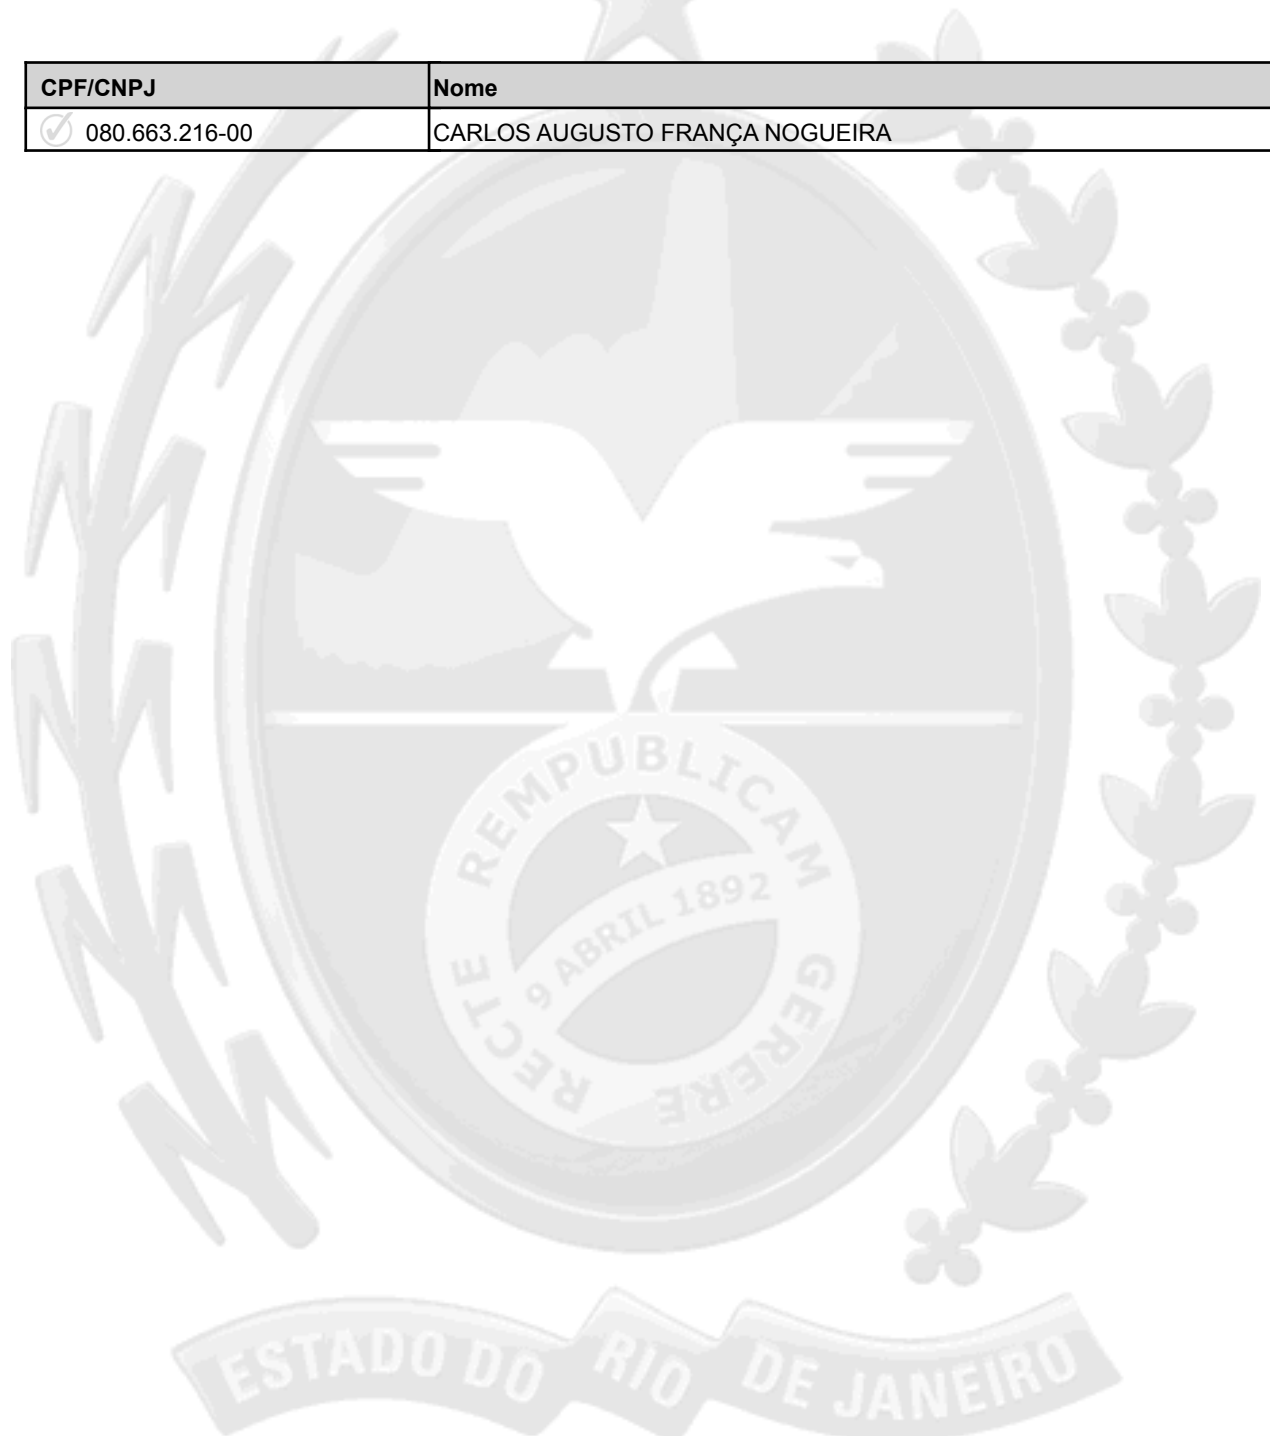 CPF/CNPJ Nome
080.663.216-00 CARLOS AUGUSTO FRANÇA NOGUEIRA
REMPUBLICAM
9 ABRIL 1892
RECTE GERERE
ESTADO DO RIO DE JANEIRO